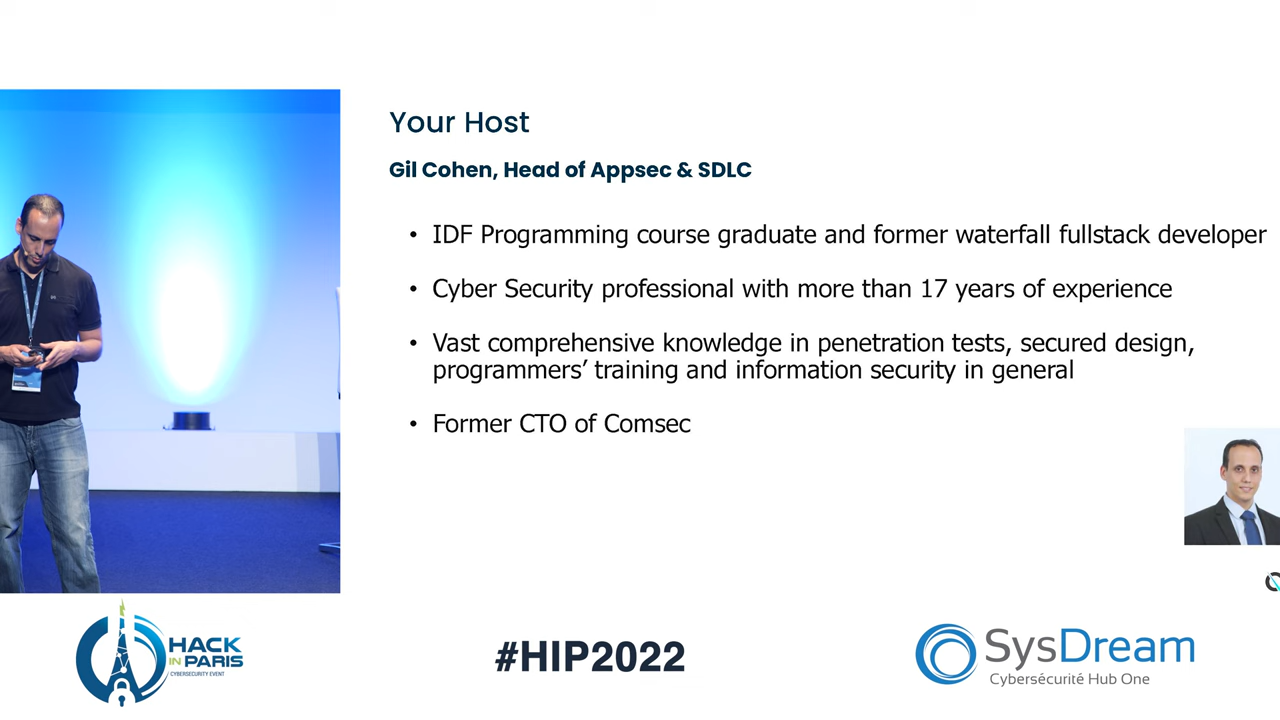 Your Host
Gil Cohen, Head of Appsec & SDLC
• IDF Programming course graduate and former waterfall fullstack developer
• Cyber Security professional with more than 17 years of experience
• Vast comprehensive knowledge in penetration tests, secured design,
programmers’ training and information security in general
• Former CTO of Comsec
HACK
IN PARIS
CYBERSECURITY EVENT
#HIP2022
SysDream
Cybersécurité Hub One